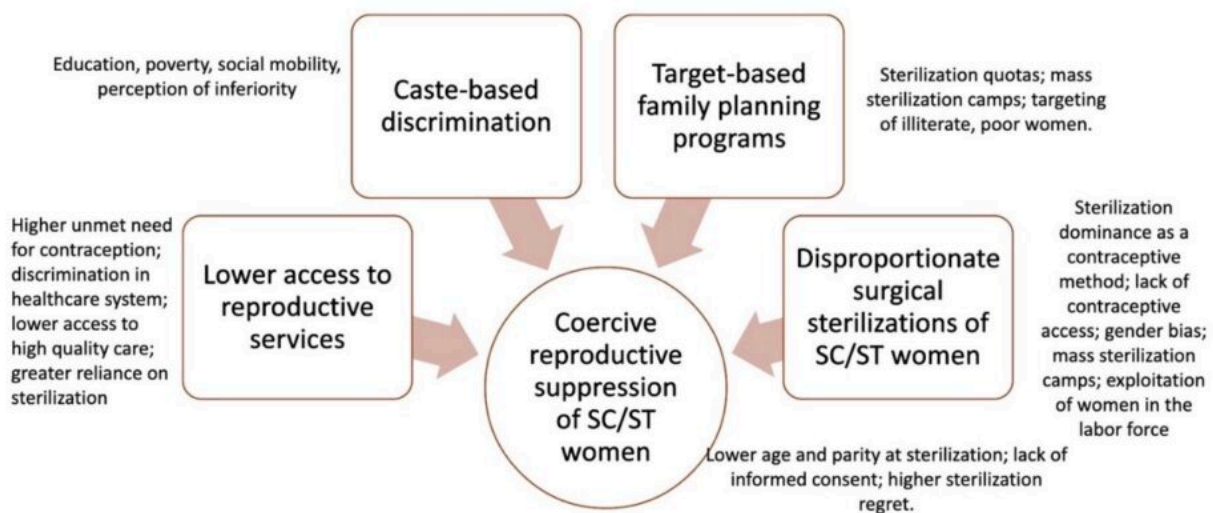 Education, poverty, social mobility,
perception of inferiority
Caste-based
discrimination
Target-based
family planning
programs
Sterilization quotas; mass
sterilization camps; targeting
of illiterate, poor women.
Higher unmet need
for contraception;
discrimination in
healthcare system;
lower access to
high quality care;
greater reliance on
sterilization
Lower access to
reproductive
services
Coercive
reproductive
suppression
of SC/ST
women
Disproportionate
surgical
sterilizations of
SC/ST women
Sterilization
dominance as a
contraceptive
method; lack of
contraceptive
access; gender bias;
mass sterilization
camps; exploitation
of women in the
labor force
Lower age and parity at sterilization; lack of
informed consent; higher sterilization
regret.